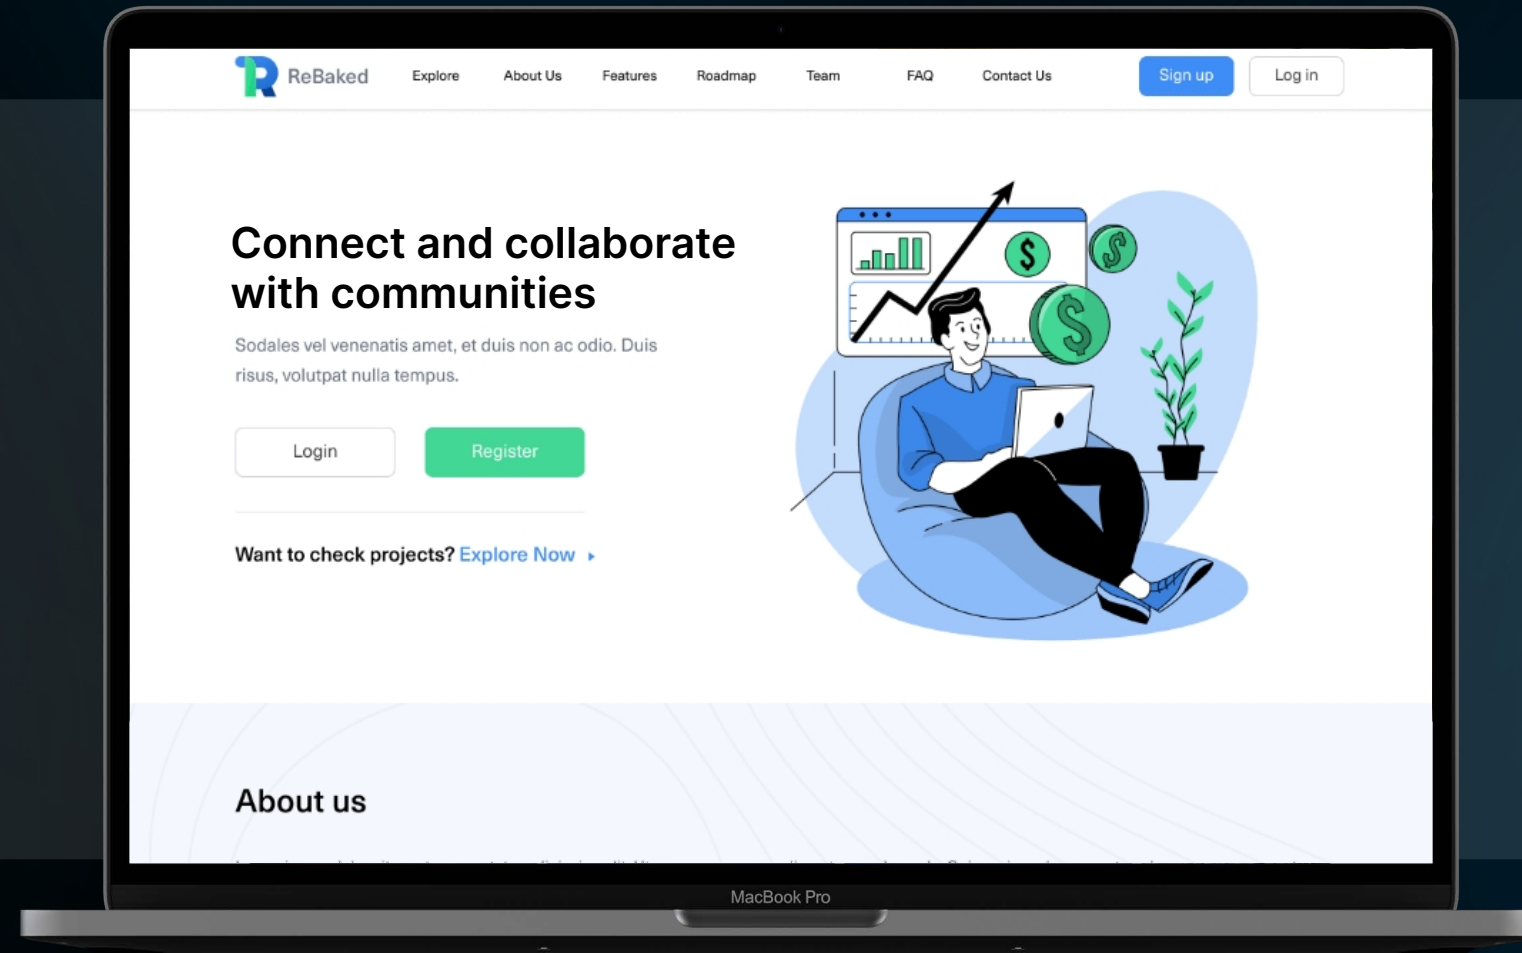 ReBaked
Explore
About Us
Features
Roadmap
Team
FAQ
Contact Us
Sign up
Log in
Connect and collaborate
with communities
Sodales vel venenatis amet, et duis non ac odio. Duis
risus, volutpat nulla tempus.
Login
Register
Want to check projects? Explore Now
$
$
$
About us
MacBook Pro